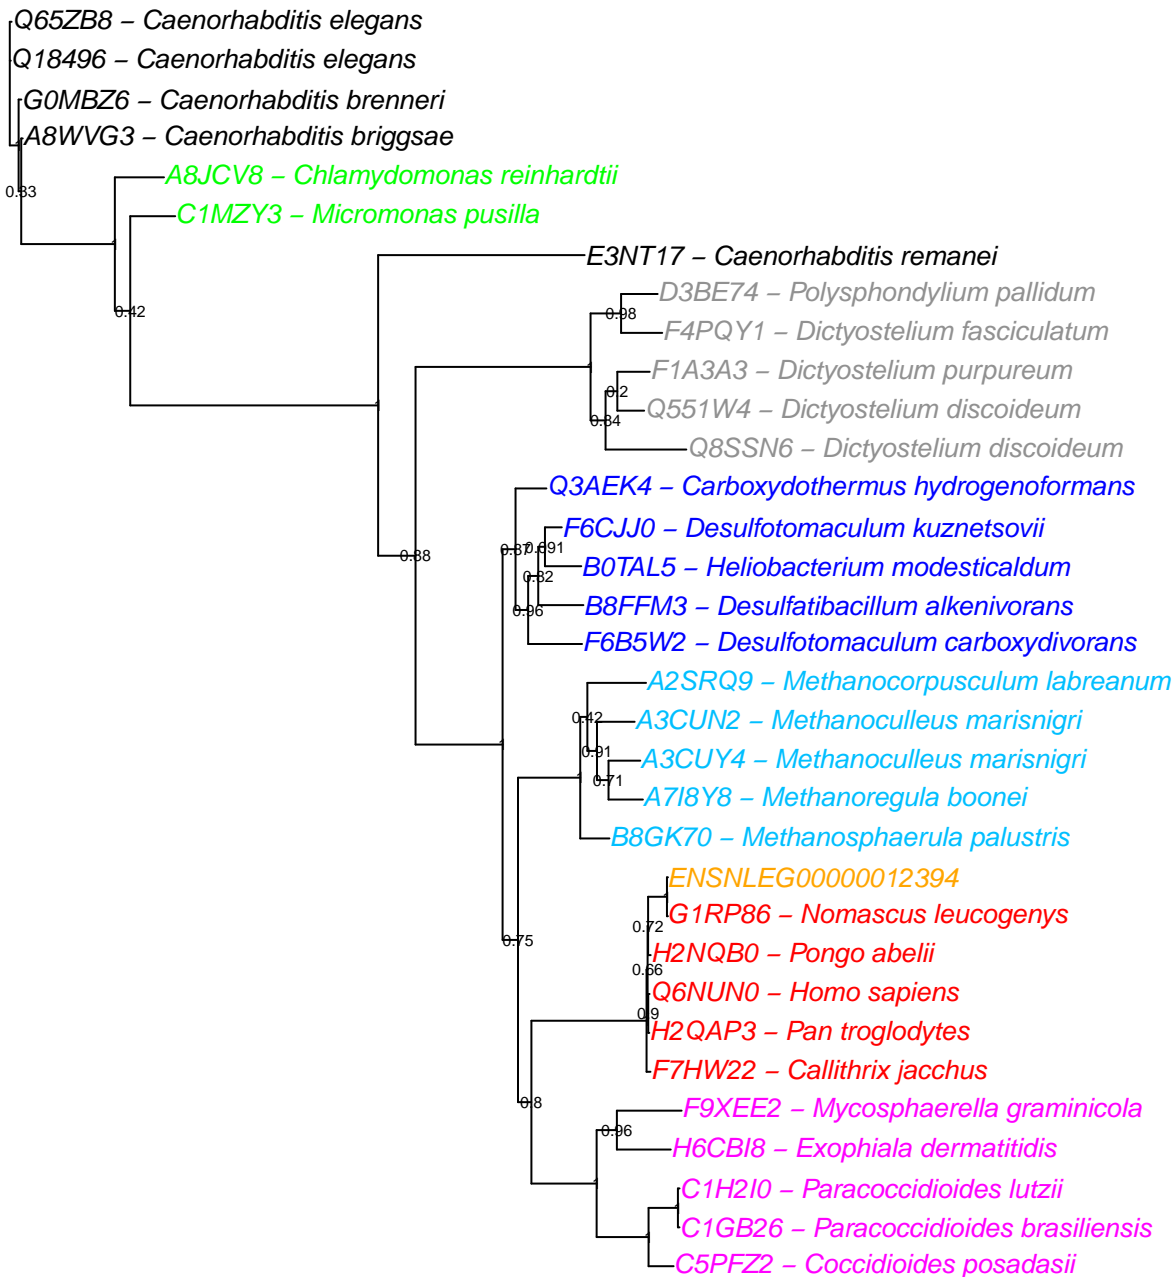 Q65ZB8 – Caenorhabditis elegans
Q18496 – Caenorhabditis elegans
G0MBZ6 – Caenorhabditis brenneri
A8WVG3 – Caenorhabditis briggsae
A8JCV8 – Chlamydomonas reinhardtii
0.83
C1MZY3 – Micromonas pusilla
E3NT17 – Caenorhabditis remanei
D3BE74 – Polysphondylium pallidum
0.42
0.98
F4PQY1 – Dictyostelium fasciculatum
F1A3A3 – Dictyostelium purpureum
0.2
Q551W4 – Dictyostelium discoideum
0.84
Q8SSN6 – Dictyostelium discoideum
Q3AEK4 – Carboxydothermus hydrogenoformans
F6CJJ0 – Desulfotomaculum kuznetsovii
0.88
0.87
0.091
B0TAL5 – Heliobacterium modesticaldum
0.82
B8FFM3 – Desulfatibacillum alkenivorans
0.96
F6B5W2 – Desulfotomaculum carboxydivorans
A2SRQ9 – Methanocorpusculum labreanum
0.42
A3CUN2 – Methanoculleus marisnigri
0.91
A3CUY4 – Methanoculleus marisnigri
0.71
A7I8Y8 – Methanoregula boonei
B8GK70 – Methanosphaerula palustris
ENSNLEG00000012394
G1RP86 – Nomascus leucogenys
0.72
0.75
H2NQB0 – Pongo abelii
0.66
Q6NUN0 – Homo sapiens
0.9
H2QAP3 – Pan troglodytes
F7HW22 – Callithrix jacchus
0.8
F9XEE2 – Mycosphaerella graminicola
0.96
H6CBI8 – Exophiala dermatitidis
C1H2I0 – Paracoccidioides lutzii
C1GB26 – Paracoccidioides brasiliensis
C5PFZ2 – Coccidioides posadasii